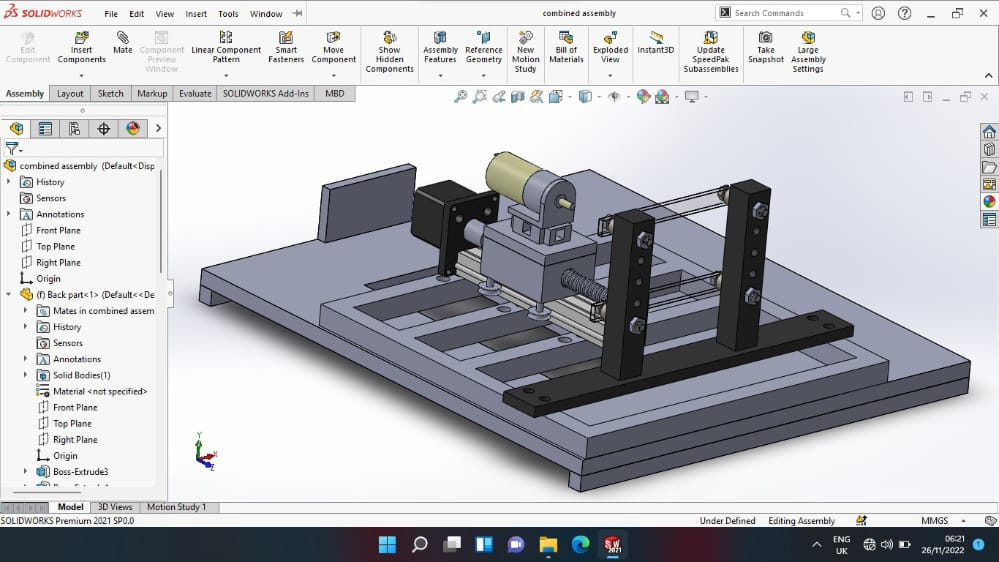 SOLIDWORKS
File Edit View Insert Tools Window
combined assembly
Search Commands
Edit Component
Insert Components
Mate
Component Preview Window
Linear Component Pattern
Smart Fasteners
Move Component
Show Hidden Components
Assembly Features
Reference Geometry
New Motion Study
Bill of Materials
Exploded View
Instant3D
Update SpeedPak Subassemblies
Take Snapshot
Large Assembly Settings
Assembly Layout Sketch Markup Evaluate SOLIDWORKS Add-Ins MBD
combined assembly (Default<Disp
History
Sensors
Annotations
Front Plane
Top Plane
Right Plane
Origin
(f) Back part<1> (Default<<De
Mates in combined assem
History
Sensors
Annotations
Solid Bodies(1)
Material <not specified>
Front Plane
Top Plane
Right Plane
Origin
Boss-Extrude3
Y
X
Z
Model 3D Views Motion Study 1
SOLIDWORKS Premium 2021 SP0.0
Under Defined Editing Assembly MMGS
SW
2021
ENG
UK
06:21
26/11/2022
1